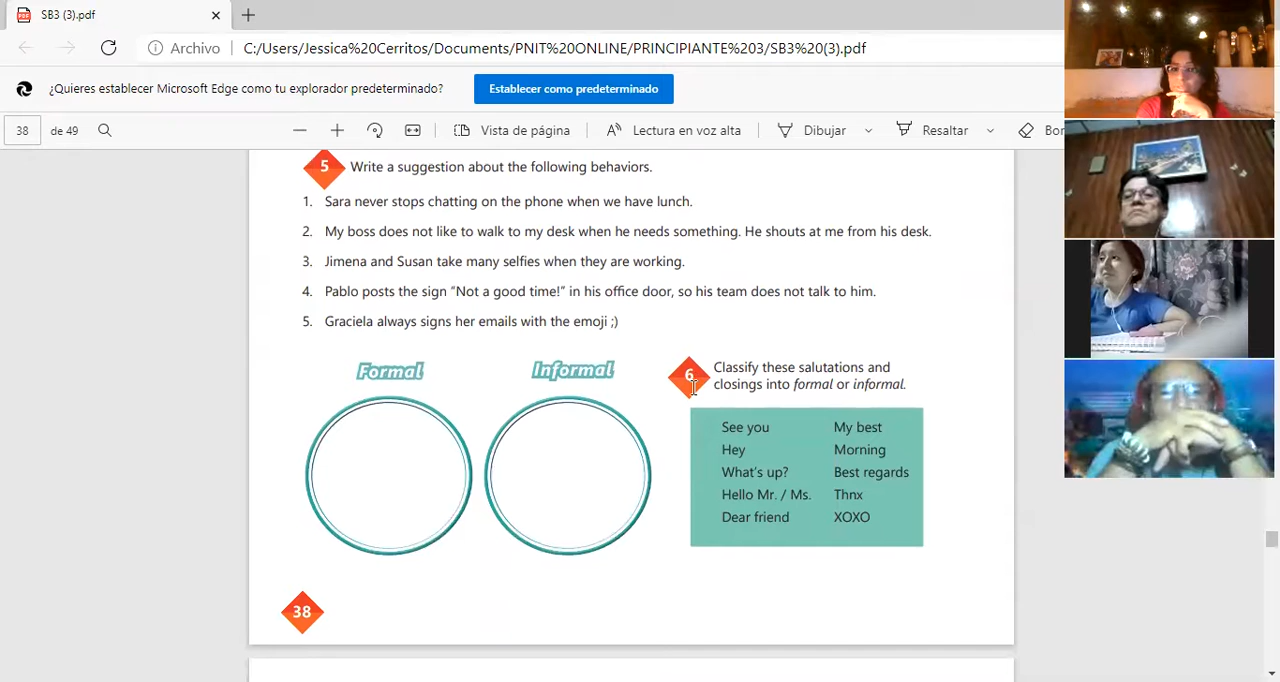 SB3 (3).pdf
Archivo C:/Users/Jessica%20Cerritos/Documents/PNIT%20ONLINE/PRINCIPIANTE%203/SB3%20(3).pdf
¿Quieres establecer Microsoft Edge como tu explorador predeterminado? Establecer como predeterminado
38 de 49 Vista de página Lectura en voz alta Dibujar Resaltar
5 Write a suggestion about the following behaviors.
1. Sara never stops chatting on the phone when we have lunch.
2. My boss does not like to walk to my desk when he needs something. He shouts at me from his desk.
3. Jimena and Susan take many selfies when they are working.
4. Pablo posts the sign “Not a good time!” in his office door, so his team does not talk to him.
5. Graciela always signs her emails with the emoji ;)
Formal
Informal
6 Classify these salutations and
closings into formal or informal.
See you My best
Hey Morning
What's up? Best regards
Hello Mr. / Ms. Thnx
Dear friend XOXO
38